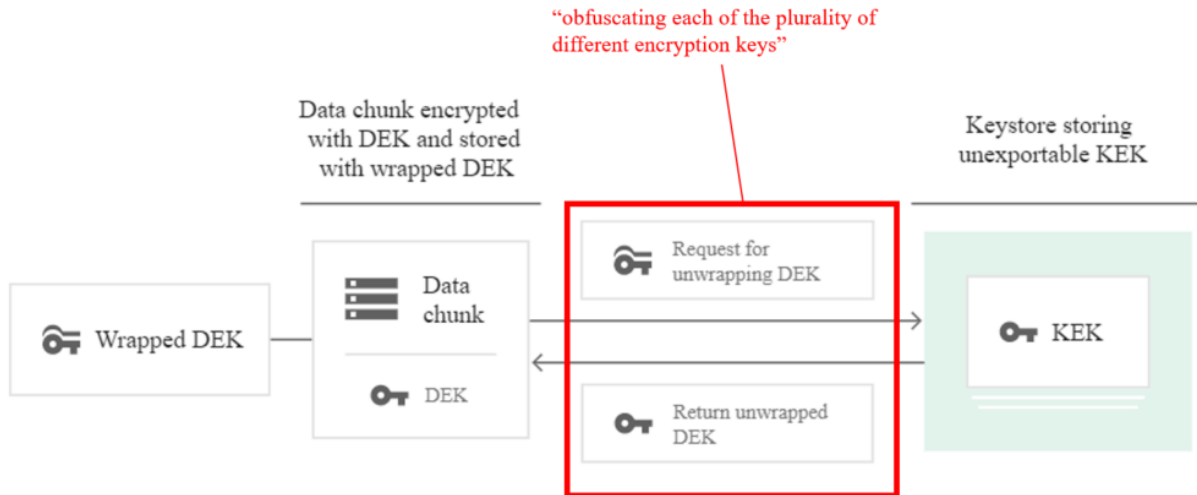 “obfuscating each of the plurality of
different encryption keys”
Data chunk encrypted
with DEK and stored
with wrapped DEK
Keystore storing
unexportable KEK
Wrapped DEK
Data
chunk
DEK
Request for
unwrapping DEK
Return unwrapped
DEK
KEK